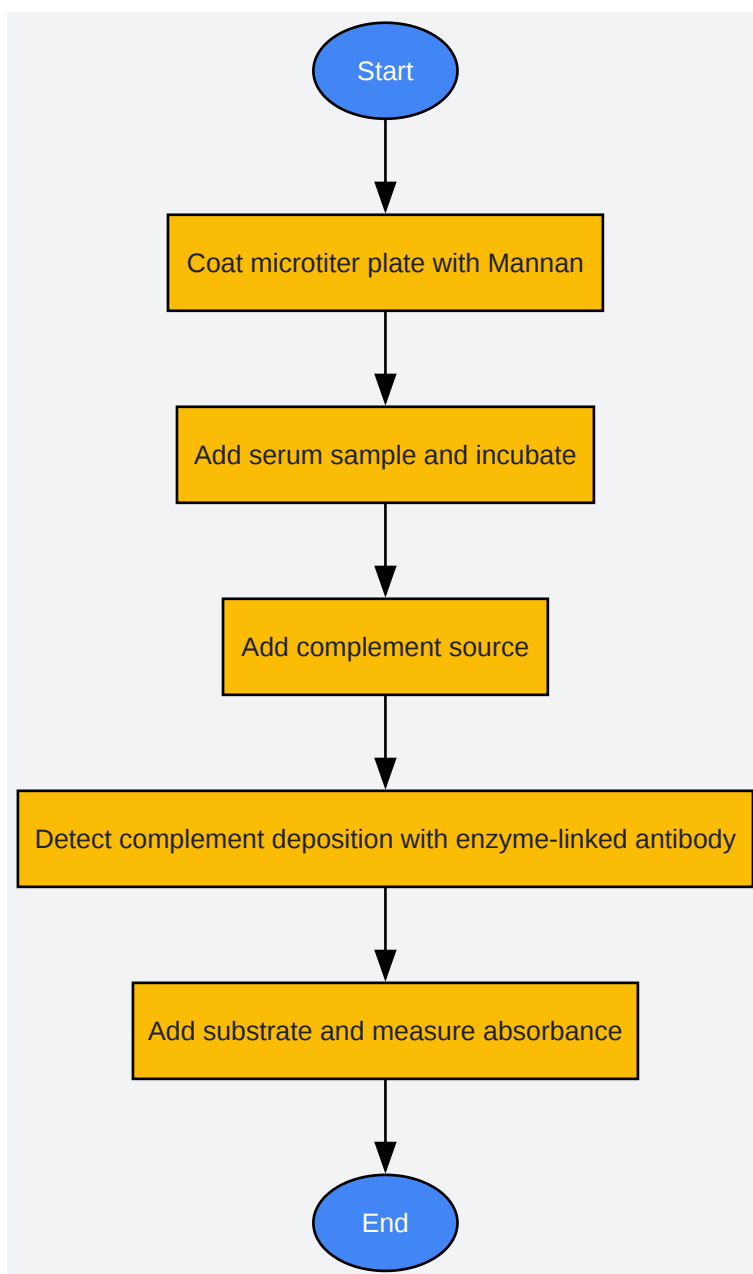 Start
Coat microtiter plate with Mannan
Add serum sample and incubate
Add complement source
Detect complement deposition with enzyme-linked antibody
Add substrate and measure absorbance
End